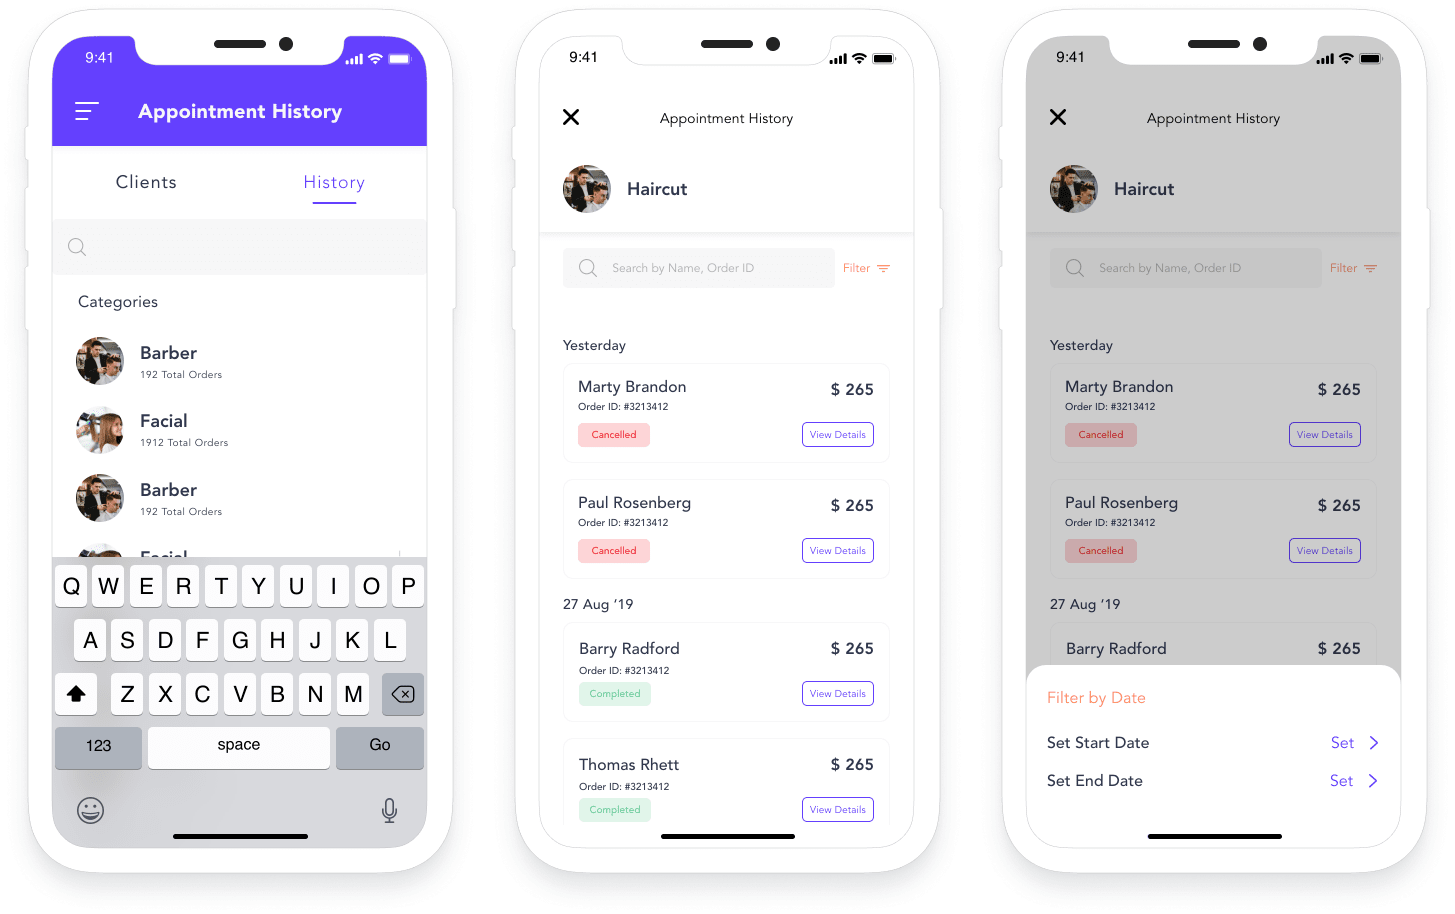 9:41
Appointment History
Clients
History
Categories
Barber
192 Total Orders
Facial
1912 Total Orders
Barber
192 Total Orders
Facial
Q W E R T Y U I O P
A S D F G H J K L
Z X C V B N M
123 space Go
9:41
Appointment History
Haircut
Search by Name, Order ID
Filter
Yesterday
Marty Brandon
$ 265
Order ID: #3213412
Cancelled
View Details
Paul Rosenberg
$ 265
Order ID: #3213412
Cancelled
View Details
27 Aug ‘19
Barry Radford
$ 265
Order ID: #3213412
Completed
View Details
Thomas Rhett
$ 265
Order ID: #3213412
Completed
View Details
9:41
Appointment History
Haircut
Search by Name, Order ID
Filter
Yesterday
Marty Brandon
$ 265
Order ID: #3213412
Cancelled
View Details
Paul Rosenberg
$ 265
Order ID: #3213412
Cancelled
View Details
27 Aug ‘19
Barry Radford
$ 265
Filter by Date
Set Start Date
Set
Set End Date
Set